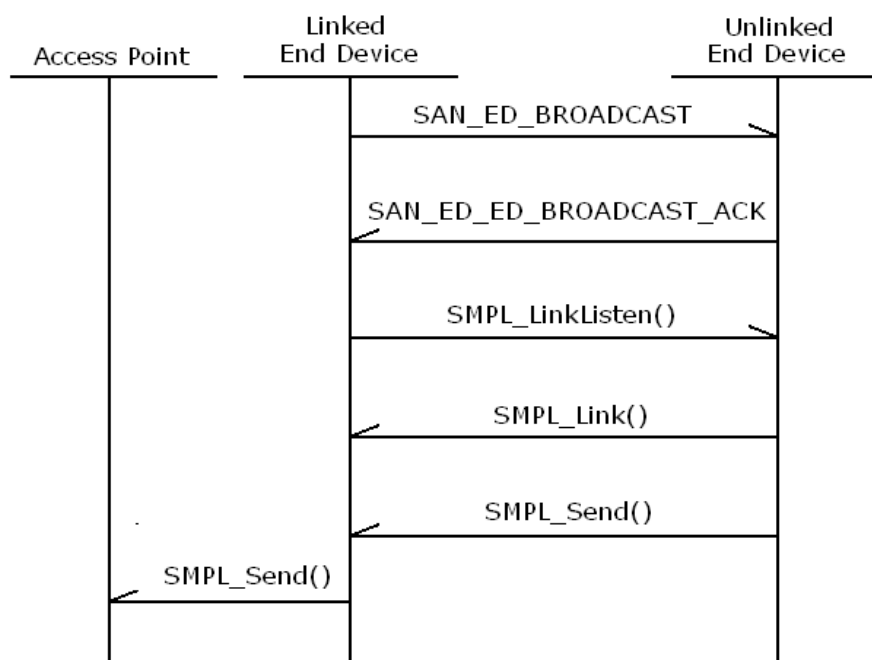 Access Point
Linked
End Device
Unlinked
End Device
SAN_ED_BROADCAST
SAN_ED_ED_BROADCAST_ACK
SMPL_LinkListen()
SMPL_Link()
SMPL_Send()
SMPL_Send()